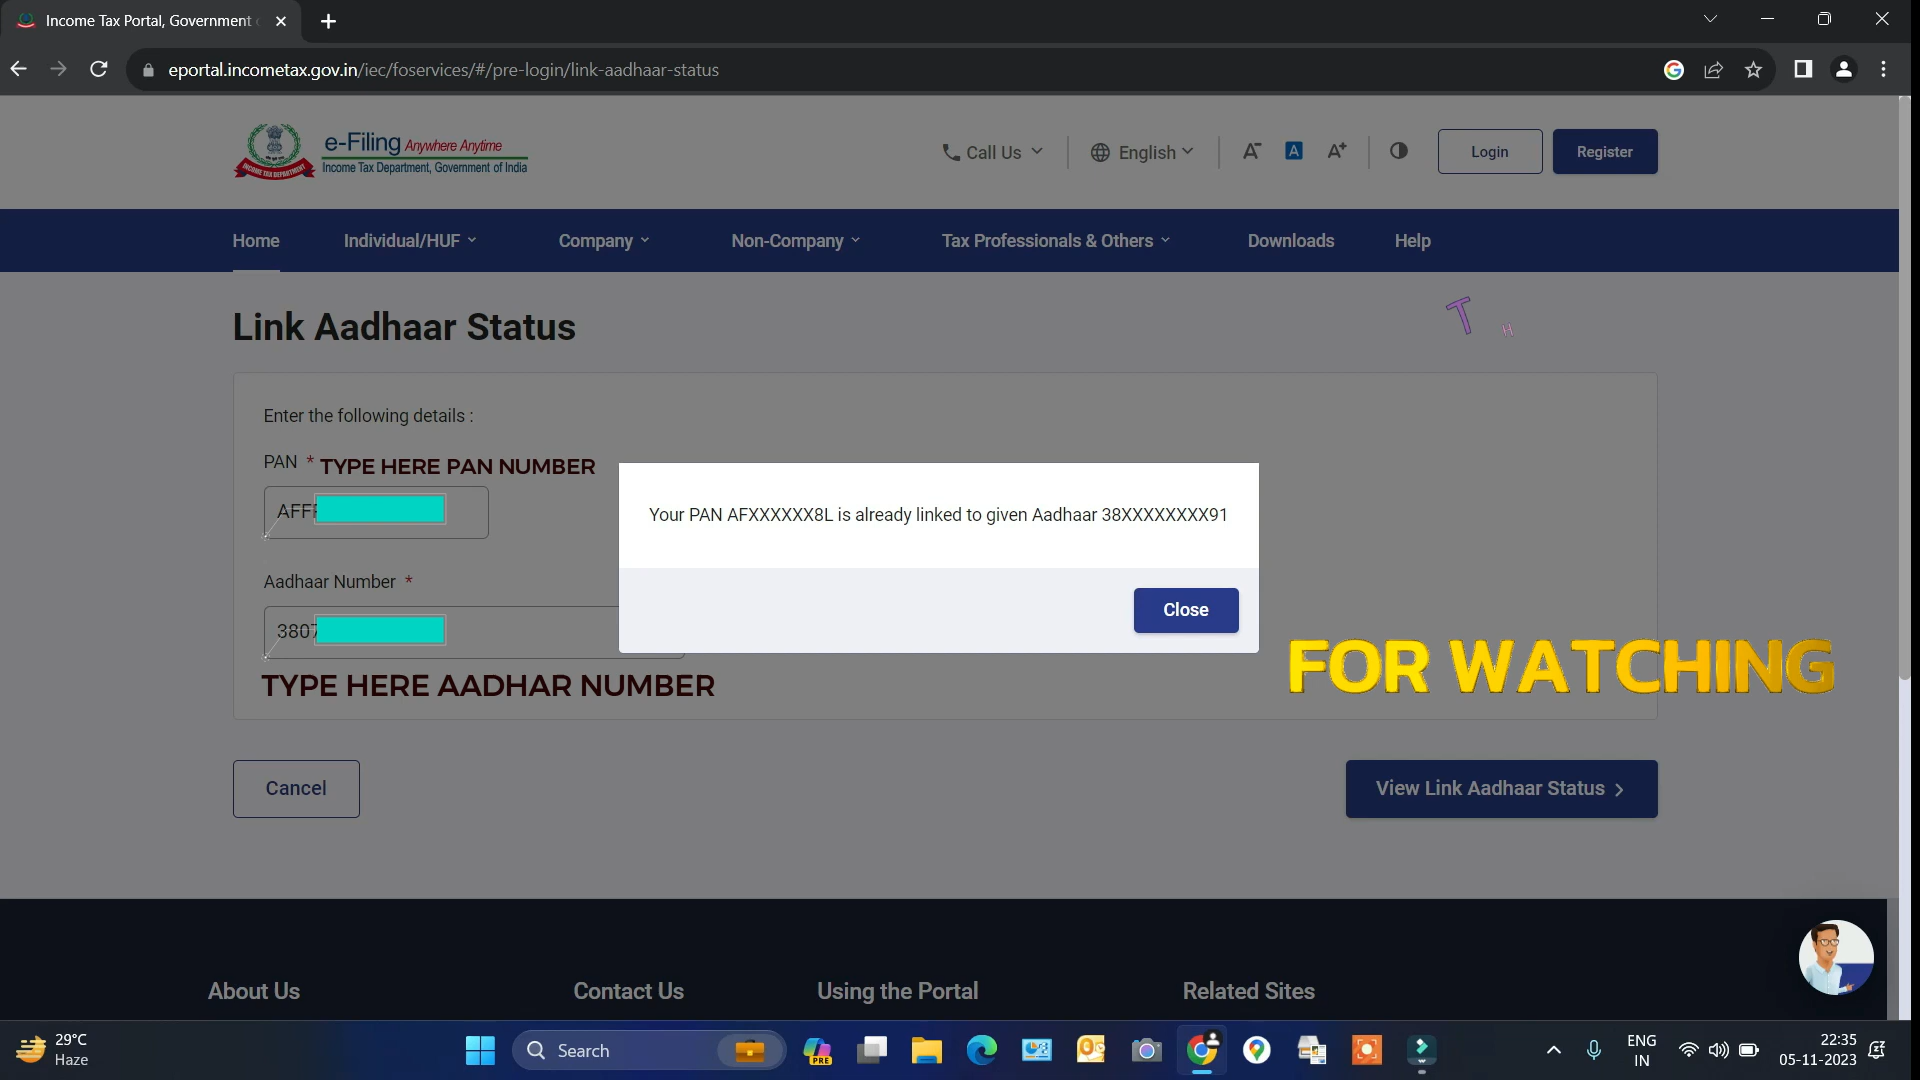 Income Tax Portal, Government
eportal.incometax.gov.in/iec/foservices/#/pre-login/link-aadhaar-status
e-Filing Anywhere Anytime
Income Tax Department, Government of India
INCOME TAX DEPARTMENT
Call Us
English
A-
A
A+
Login
Register
Home
Individual/HUF
Company
Non-Company
Tax Professionals & Others
Downloads
Help
Link Aadhaar Status
T H
Enter the following details :
PAN * TYPE HERE PAN NUMBER
Your PAN AFXXXXXX8L is already linked to given Aadhaar 38XXXXXXXX91
Aadhaar Number *
3807
Close
TYPE HERE AADHAR NUMBER
FOR WATCHING
Cancel
View Link Aadhaar Status
About Us
Contact Us
Using the Portal
Related Sites
29°C
Haze
Search
PRE
ENG
IN
22:35
05-11-2023